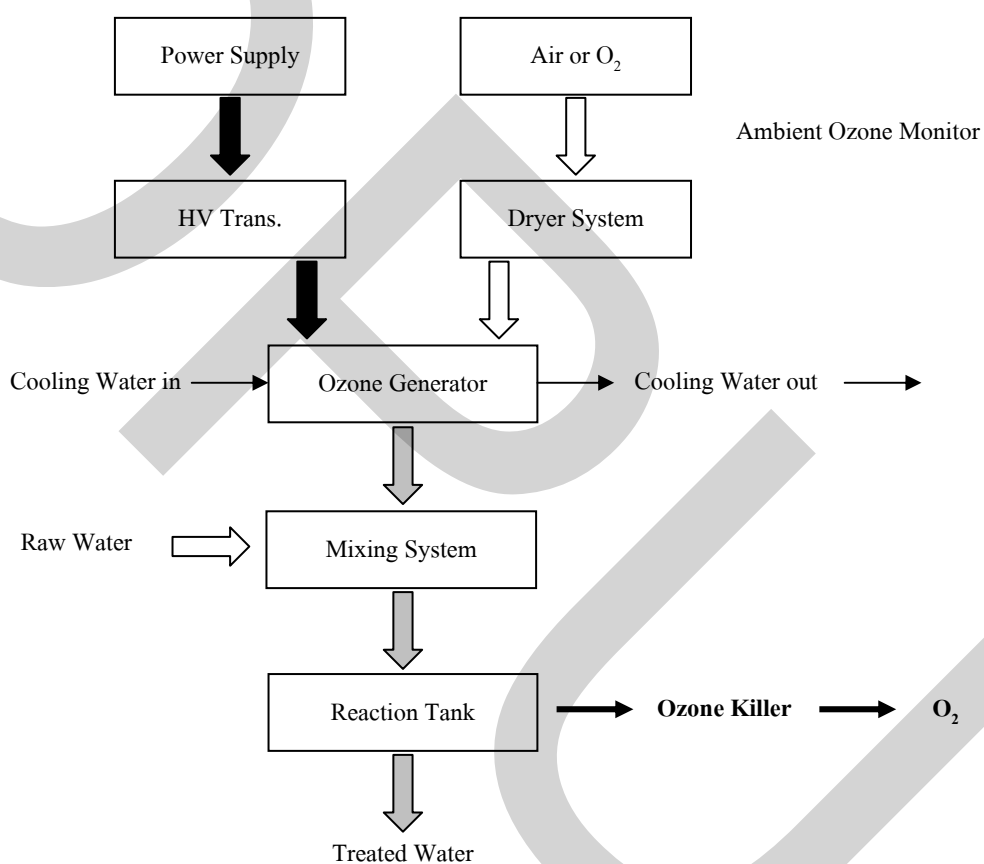 Power Supply
Air or O₂
Ambient Ozone Monitor
HV Trans.
Dryer System
Cooling Water in
Ozone Generator
Cooling Water out
Raw Water
Mixing System
Reaction Tank
Ozone Killer
O₂
Treated Water